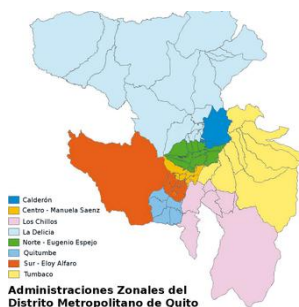 Calderón
Centro - Manuela Saenz
Los Chillos
La Delicia
Norte - Eugenio Espejo
Quitumbe
Sur - Eloy Alfaro
Tumbaco
Administraciones Zonales del
Distrito Metropolitano de Quito